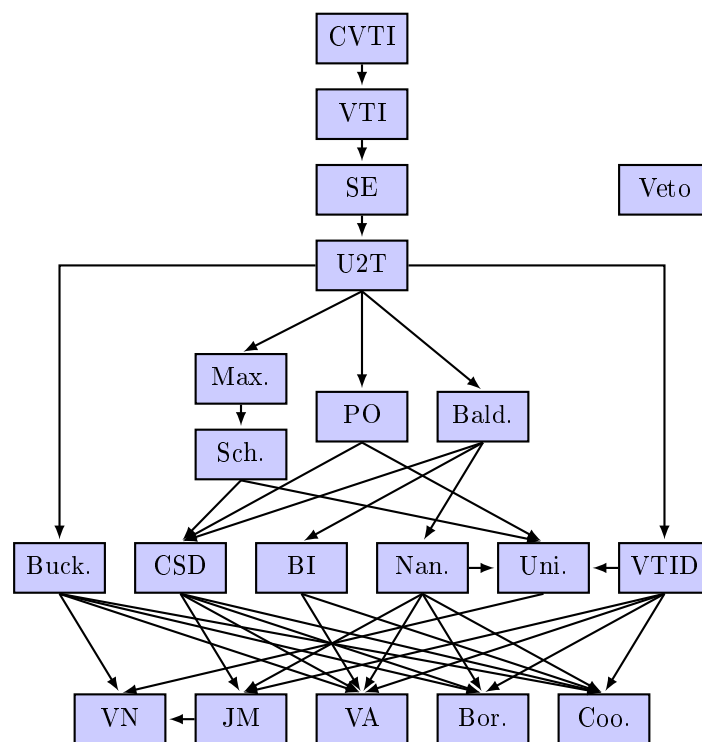 CVTI
VTI
SE
Veto
U2T
Max.
PO
Bald.
Sch.
Buck.
CSD
BI
Nan.
Uni.
VTID
VN
JM
VA
Bor.
Coo.